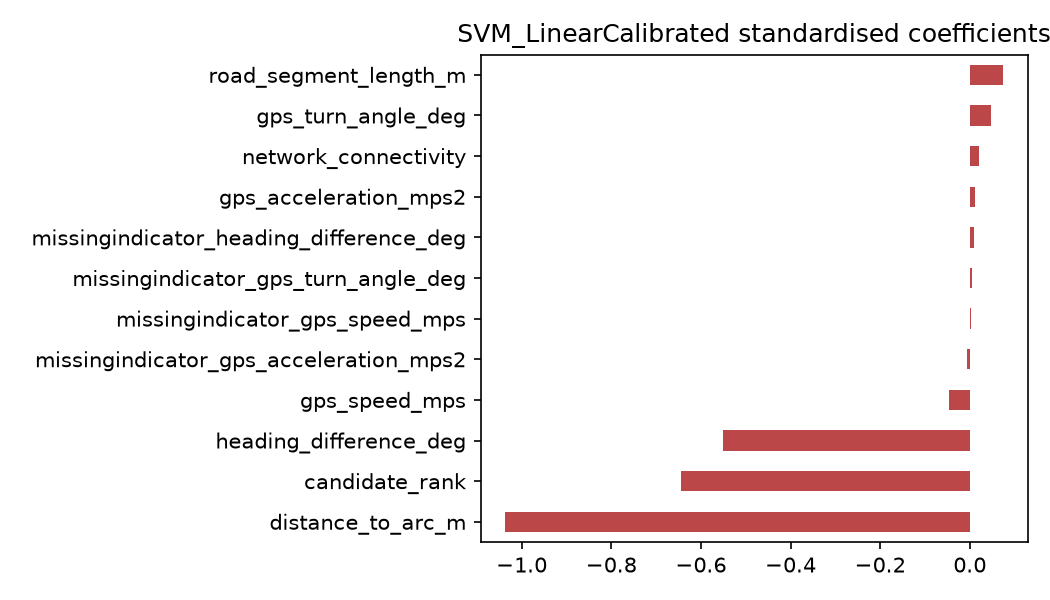 SVM_LinearCalibrated standardised coefficients
road_segment_length_m
gps_turn_angle_deg
network_connectivity
gps_acceleration_mps2
missingindicator_heading_difference_deg
missingindicator_gps_turn_angle_deg
missingindicator_gps_speed_mps
missingindicator_gps_acceleration_mps2
gps_speed_mps
heading_difference_deg
candidate_rank
distance_to_arc_m
−1.0 −0.8 −0.6 −0.4 −0.2 0.0